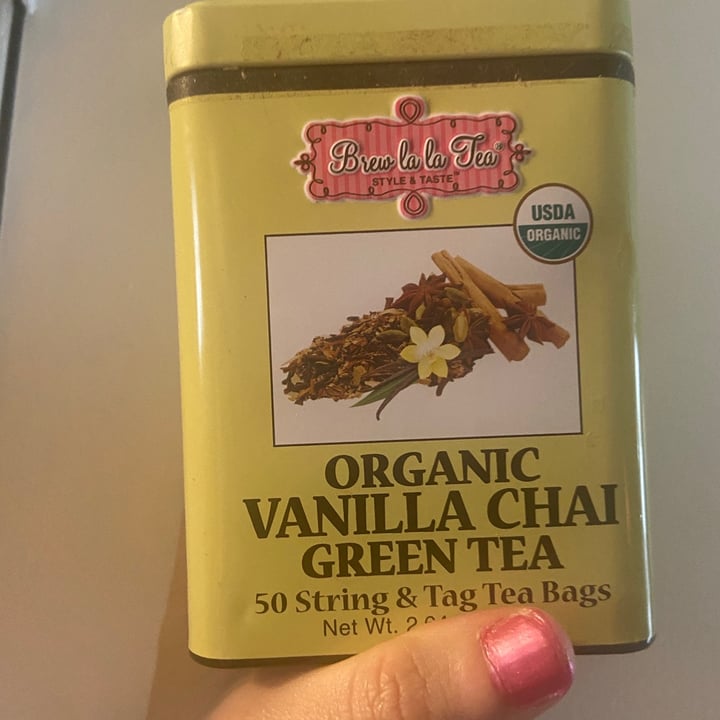 Brew la la Tea®
STYLE & TASTE™
USDA
ORGANIC
ORGANIC
VANILLA CHAI
GREEN TEA
50 String & Tag Tea Bags
Net Wt.